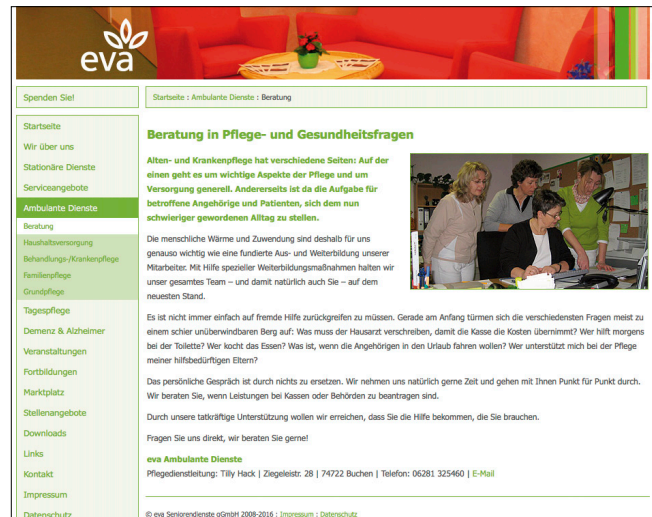 eva
Spenden Sie!
Startseite : Ambulante Dienste : Beratung
Startseite
Wir über uns
Stationäre Dienste
Serviceangebote
Ambulante Dienste
Beratung
Haushaltsversorgung
Behandlungs-/Krankenpflege
Familienpflege
Grundpflege
Tagespflege
Demenz & Alzheimer
Veranstaltungen
Fortbildungen
Marktplatz
Stellenangebote
Downloads
Links
Kontakt
Impressum
Datenschutz
Beratung in Pflege- und Gesundheitsfragen
Alten- und Krankenpflege hat verschiedene Seiten: Auf der
einen geht es um wichtige Aspekte der Pflege und um
Versorgung generell. Andererseits ist da die Aufgabe für
betroffene Angehörige und Patienten, sich dem nun
schwieriger gewordenen Alltag zu stellen.
Die menschliche Wärme und Zuwendung sind deshalb für uns
genauso wichtig wie eine fundierte Aus- und Weiterbildung unserer
Mitarbeiter. Mit Hilfe spezieller Weiterbildungsmaßnahmen halten wir
unser gesamtes Team – und damit natürlich auch Sie – auf dem
neuesten Stand.
Es ist nicht immer einfach auf fremde Hilfe zurückgreifen zu müssen. Gerade am Anfang türmen sich die verschiedensten Fragen meist zu
einem schier unüberwindbaren Berg auf: Was muss der Hausarzt verschreiben, damit die Kasse die Kosten übernimmt? Wer hilft morgens
bei der Toilette? Wer kocht das Essen? Was ist, wenn die Angehörigen in den Urlaub fahren wollen? Wer unterstützt mich bei der Pflege
meiner hilfsbedürftigen Eltern?
Das persönliche Gespräch ist durch nichts zu ersetzen. Wir nehmen uns natürlich gerne Zeit und gehen mit Ihnen Punkt für Punkt durch.
Wir beraten Sie, wenn Leistungen bei Kassen oder Behörden zu beantragen sind.
Durch unsere tatkräftige Unterstützung wollen wir erreichen, dass Sie die Hilfe bekommen, die Sie brauchen.
Fragen Sie uns direkt, wir beraten Sie gerne!
eva Ambulante Dienste
Pflegedienstleitung: Tilly Hack | Ziegeleistr. 28 | 74722 Buchen | Telefon: 06281 325460 | E-Mail
© eva Seniorendienste gGmbH 2008-2016 : Impressum : Datenschutz